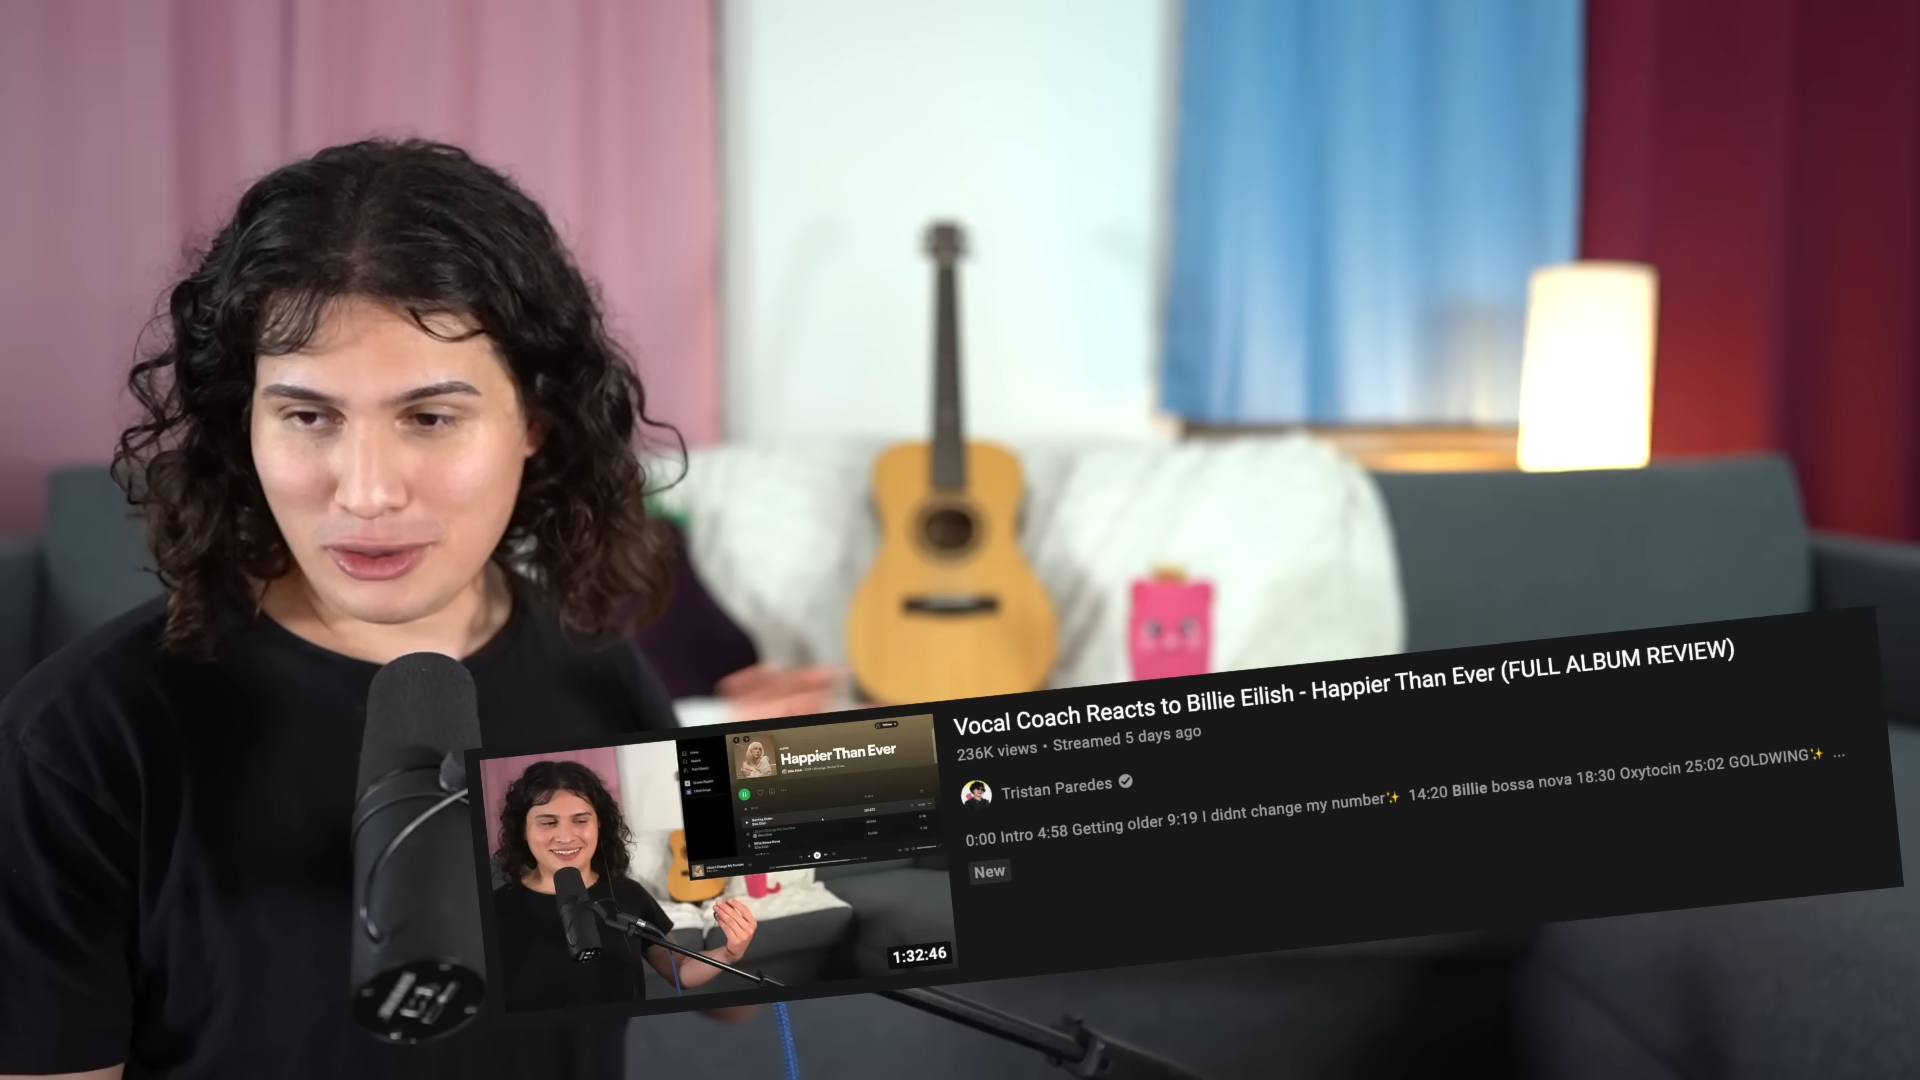 Vocal Coach Reacts to Billie Eilish - Happier Than Ever (FULL ALBUM REVIEW)
236K views • Streamed 5 days ago
Tristan Paredes
0:00 Intro 4:58 Getting older 9:19 I didnt change my number✨ 14:20 Billie bossa nova 18:30 Oxytocin 25:02 GOLDWING✨ ...
New
Happier Than Ever
1:32:46